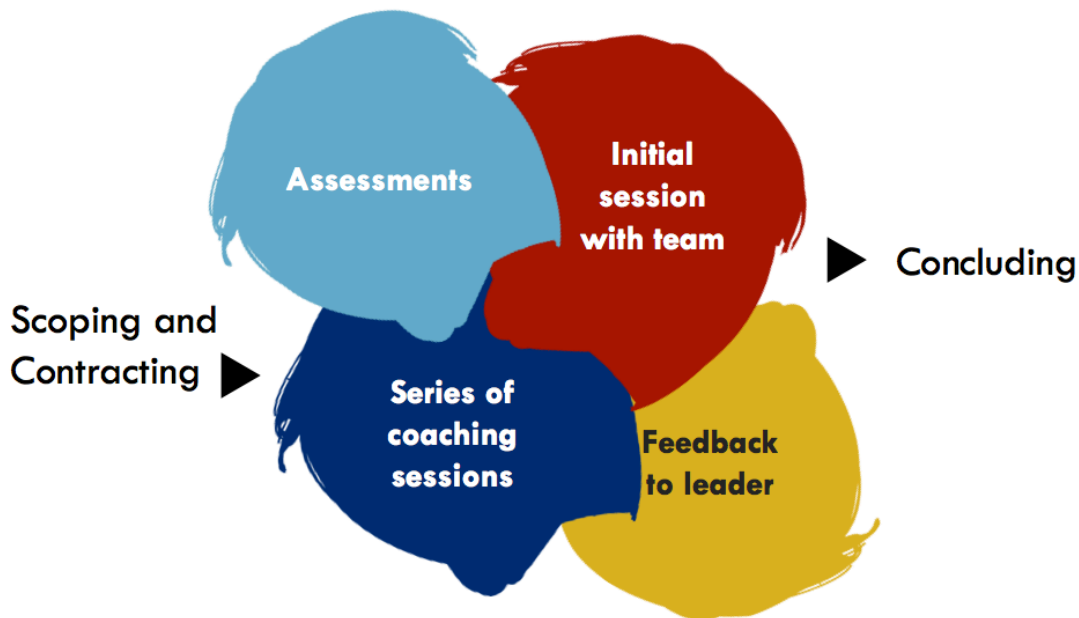 Assessments
Initial
session
with team
Concluding
Scoping and
Contracting
Series of
coaching
sessions
Feedback
to leader